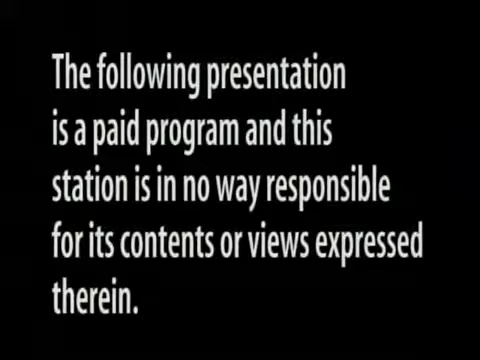 The following presentation
is a paid program and this
station is in no way responsible
for its contents or views expressed
therein.